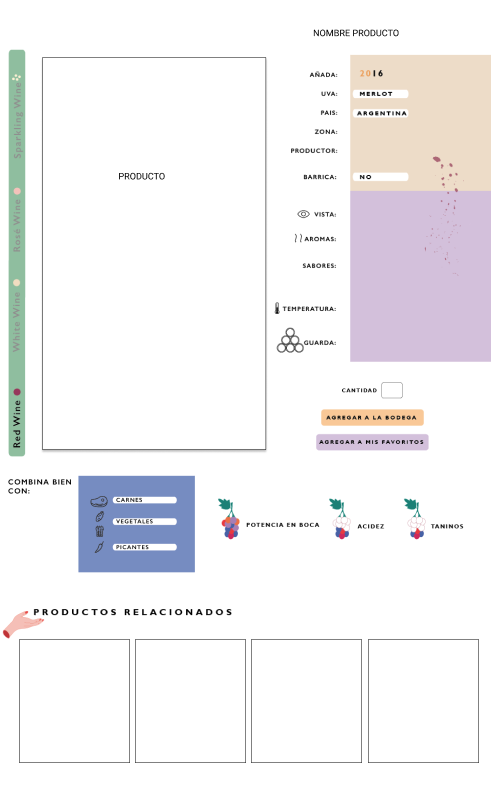 NOMBRE PRODUCTO
Sparkling Wine
Rosé Wine
White Wine
Red Wine
PRODUCTO
AÑADA: 2016
UVA: MERLOT
PAIS: ARGENTINA
ZONA:
PRODUCTOR:
BARRICA: NO
VISTA:
AROMAS:
SABORES:
TEMPERATURA:
GUARDA:
CANTIDAD
AGREGAR A LA BODEGA
AGREGAR A MIS FAVORITOS
COMBINA BIEN
CON:
CARNES
VEGETALES
PICANTES
POTENCIA EN BOCA
ACIDEZ
TANINOS
PRODUCTOS RELACIONADOS